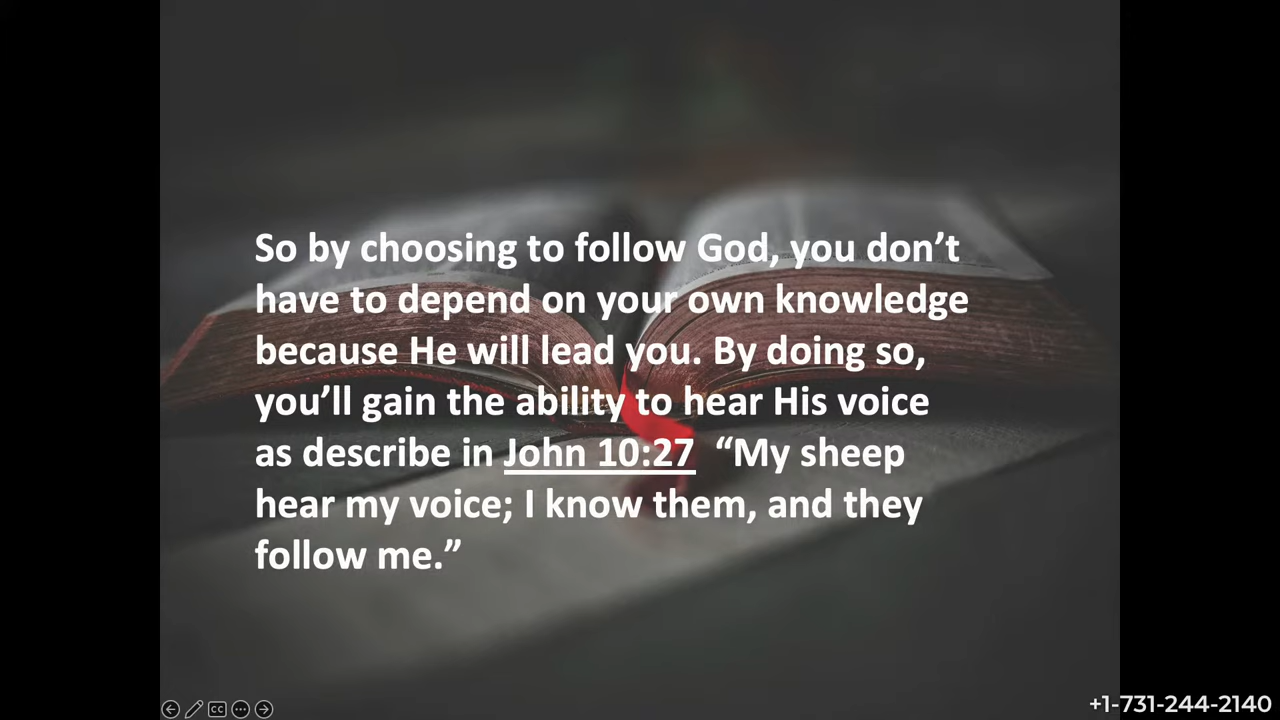 So by choosing to follow God, you don’t
have to depend on your own knowledge
because He will lead you. By doing so,
you’ll gain the ability to hear His voice
as describe in John 10:27  “My sheep
hear my voice; I know them, and they
follow me.”
CC
+1-731-244-2140